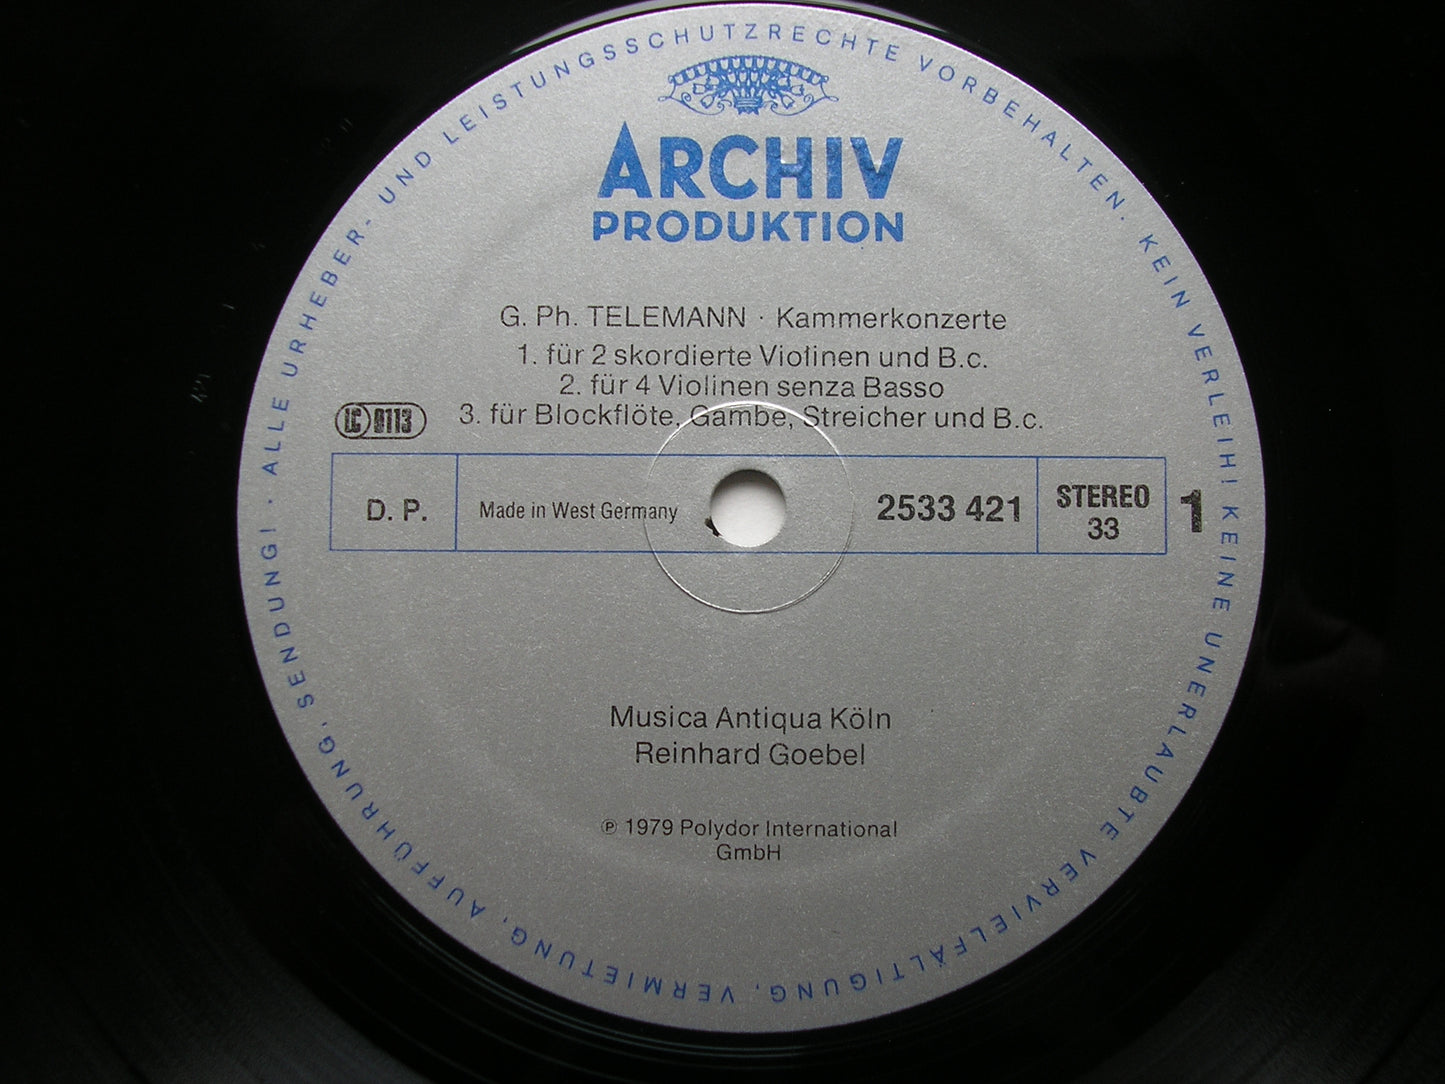 ALLE URHEBER- UND LEISTUNGSSCHUTZRECHTE VORBEHALTEN. KEIN VERLEIH! KEINE UNERLAUBTE VERVIELFÄLTIGUNG, VERMIETUNG, AUFFÜHRUNG, SENDUNG! ·
ARCHIV
PRODUKTION
G. Ph. TELEMANN · Kammerkonzerte
1. für 2 skordierte Violinen und B.c.
2. für 4 Violinen senza Basso
3. für Blockflöte, Gambe, Streicher und B.c.
LC 0113
D. P.
Made in West Germany
2533 421
STEREO
33
1
Musica Antiqua Köln
Reinhard Goebel
℗ 1979 Polydor International
GmbH